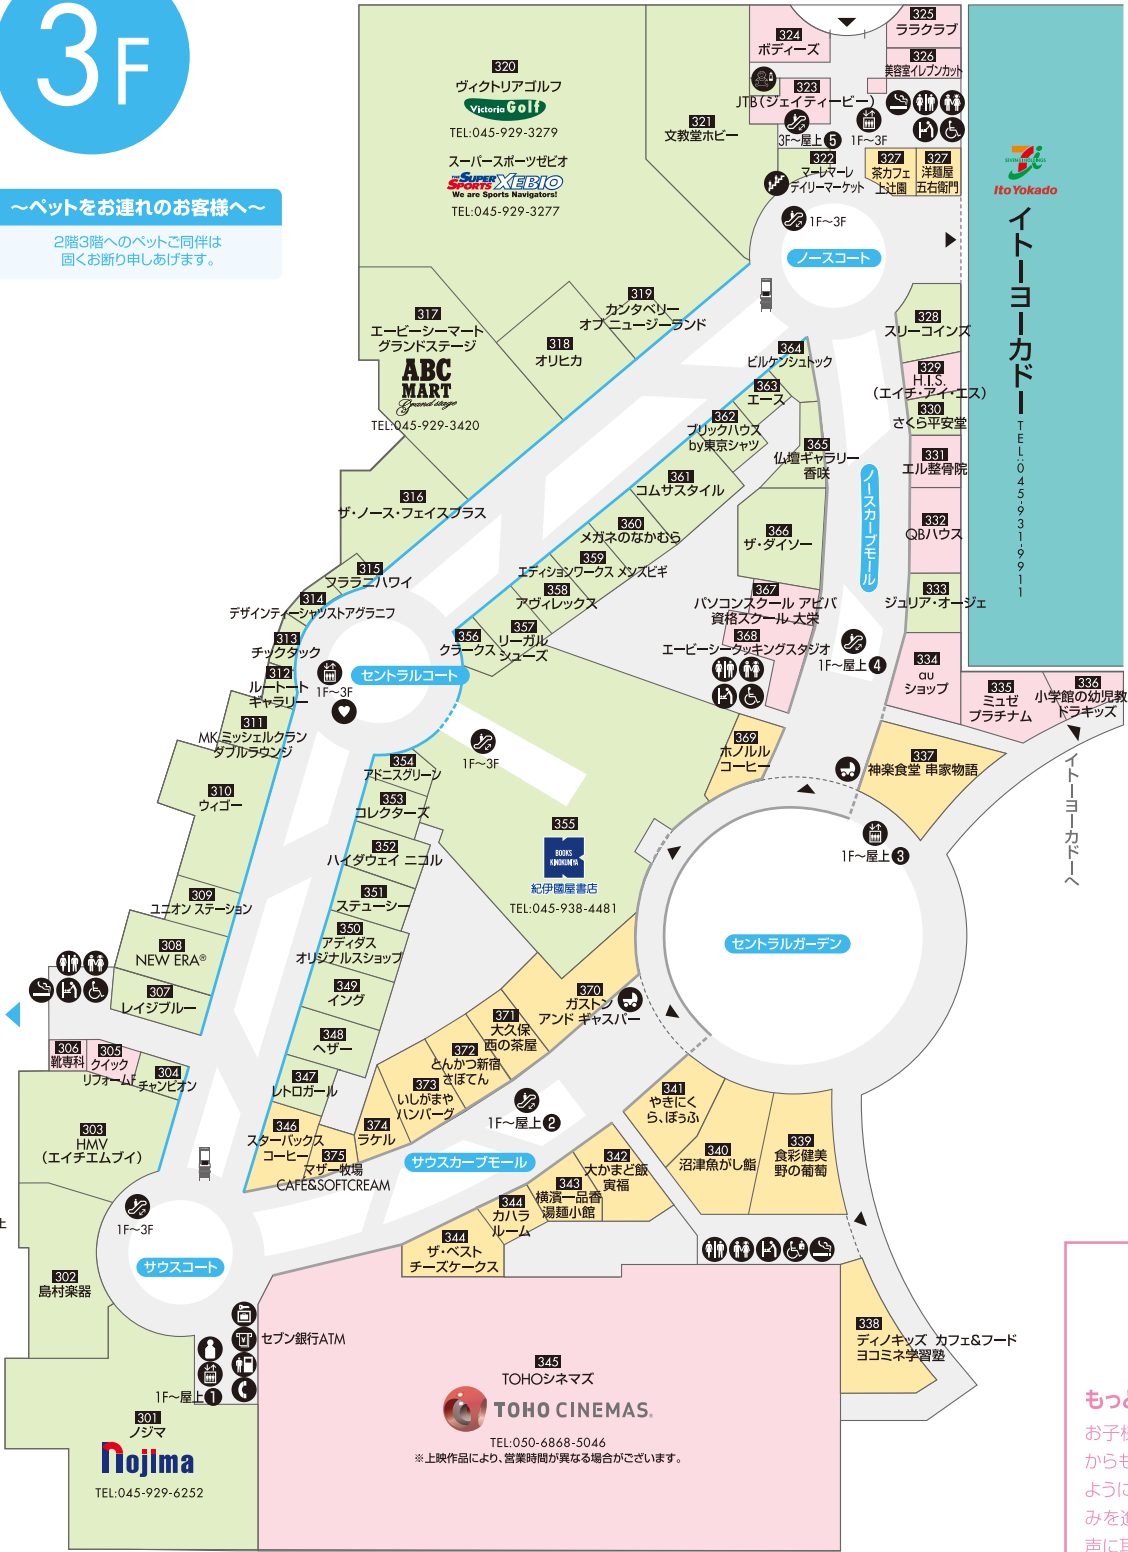 3F
～ペットをお連れのお客様へ～
2階3階へのペットご同伴は
固くお断り申しあげます。
320
ヴィクトリアゴルフ
Victoria Golf
TEL:045-929-3279
スーパースポーツゼビオ
THE SUPER SPORTS XEBIO
We are Sports Navigators!
TEL:045-929-3277
321
文教堂ホビー
324
ボディーズ
325
ララクラブ
326
美容室イレブンカット
323
JTB(ジェイティービー)
3F～屋上5
1F～3F
322
マーレマーレ
デイリーマーケット
327
茶カフェ
上辻園
327
洋麺屋
五右衛門
1F～3F
ノースコート
SEVEN&i HOLDINGS
Ito Yokado
イトーヨーカドー
TEL:045-931-9911
317
エービーシーマート
グランドステージ
ABC
MART
Grand stage
TEL:045-929-3420
318
オリヒカ
319
カンタベリー
オブ ニュージーランド
328
スリーコインズ
329
H.I.S.
(エイチ・アイ・エス)
330
さくら平安堂
331
エル整骨院
332
QBハウス
333
ジュリア・オージェ
334
au
ショップ
335
ミュゼ
プラチナム
336
小学館の幼児教
ドラキッズ
イトーヨーカドーへ
364
ビルケンシュトック
363
エース
362
ブリックハウス
by東京シャツ
365
仏壇ギャラリー
香咲
361
コムサスタイル
360
メガネのなかむら
359
エディションワークス メンズビギ
358
アヴィレックス
357
リーガル
シューズ
356
クラークス
366
ザ・ダイソー
367
パソコンスクール アビバ
資格スクール 大栄
368
エービークッキングスタジオ
ノースカーブモール
1F～屋上4
316
ザ・ノース・フェイスプラス
315
フララニハワイ
314
デザインティーシャツストアグラニフ
313
チックタック
312
ルートート
ギャラリー
1F～3F
セントラルコート
311
MK ミッシェルクラン
ダブルラウンジ
310
ウィゴー
309
ユニオン ステーション
308
NEW ERA®
307
レイジブルー
306
靴専科
305
クイック
リフォームF
304
チャンピオン
303
HMV
(エイチエムブイ)
1F～3F
354
アドニスグリーン
353
コレクターズ
352
ハイダウェイ ニコル
351
ステューシー
350
アディダス
オリジナルスショップ
349
イング
348
ヘザー
347
レトロガール
346
スターバックス
コーヒー
375
マザー牧場
CAFE&SOFTCREAM
355
BOOKS
KINOKUNIYA
紀伊國屋書店
TEL:045-938-4481
369
ホノルル
コーヒー
337
神楽食堂 串家物語
1F～屋上3
セントラルガーデン
370
ガストン
アンド ギャスパー
371
大久保
西の茶屋
372
とんかつ新宿
さぼてん
373
いしがまや
ハンバーグ
374
ラケル
1F～屋上2
サウスカーブモール
341
やきにく
ら、ぼぅふ
340
沼津魚がし鮨
339
食彩健美
野の葡萄
342
大かまど飯
寅福
343
横濱一品香
湯麺小館
344
カハラ
ルーム
344
ザ・ベスト
チーズケークス
1F～3F
サウスコート
302
島村楽器
セブン銀行ATM
1F～屋上1
301
ノジマ
nojima
TEL:045-929-6252
345
TOHOシネマズ
TOHO CINEMAS.
TEL:050-6868-5046
※上映作品により、営業時間が異なる場合がございます。
338
ディノキッズ カフェ&フード
ヨコミネ学習塾
もっと
お子様
からも
ように
みを進
声に耳